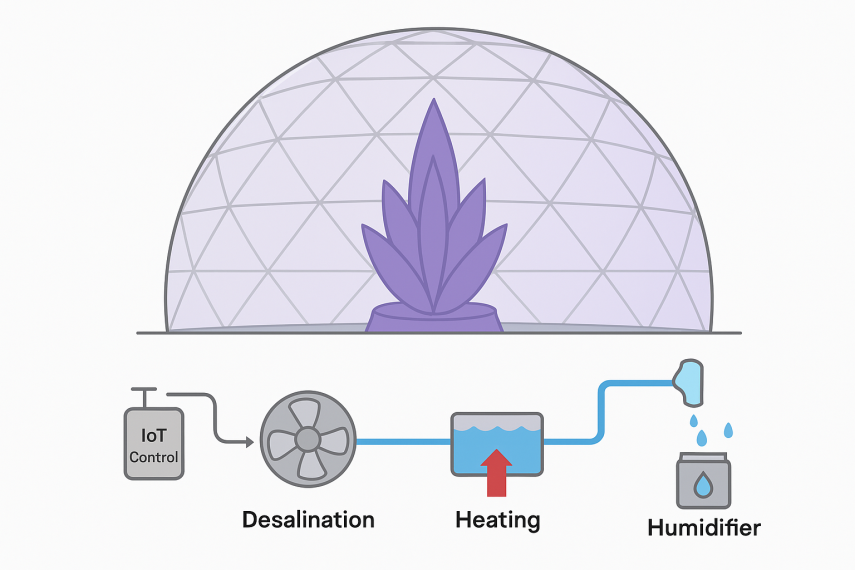 IoT
Control
Desalination
Heating
Humidifier